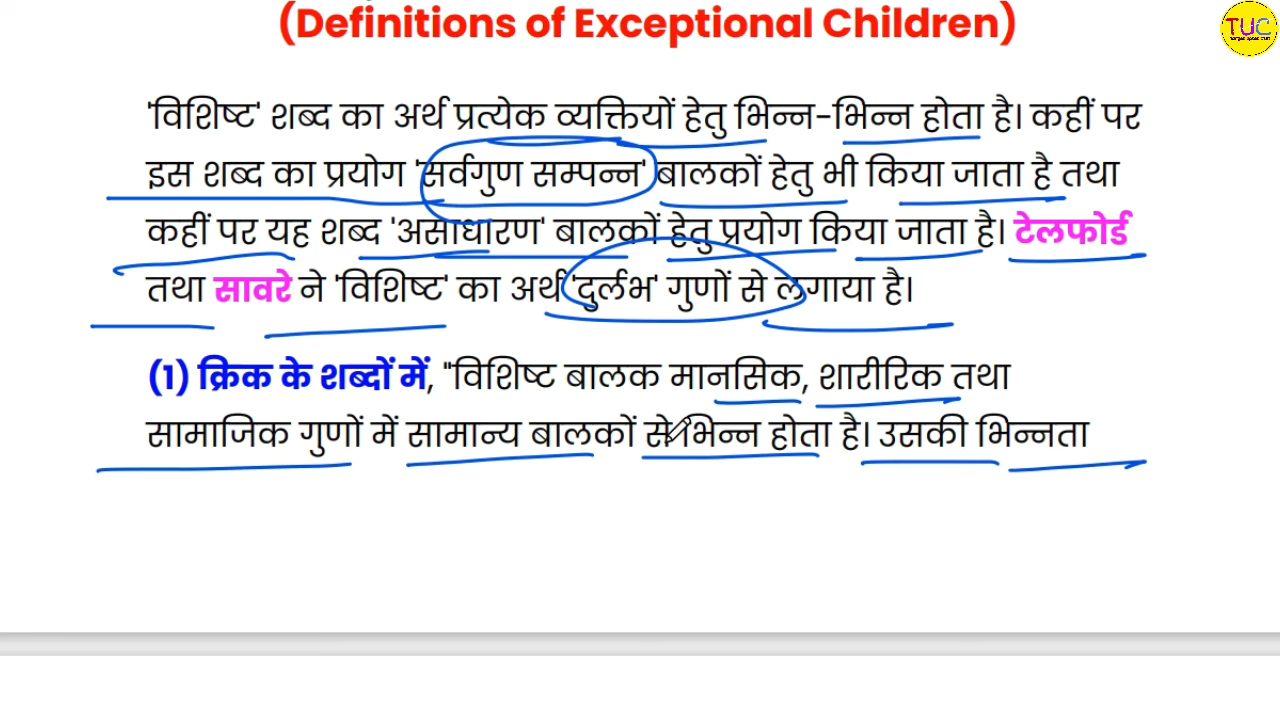 (Definitions of Exceptional Children)
TUC
'विशिष्ट' शब्द का अर्थ प्रत्येक व्यक्तियों हेतु भिन्न-भिन्न होता है। कहीं पर
इस शब्द का प्रयोग 'सर्वगुण सम्पन्न' बालकों हेतु भी किया जाता है तथा
कहीं पर यह शब्द 'असाधारण' बालकों हेतु प्रयोग किया जाता है। टेलफोर्ड
तथा सावरे ने 'विशिष्ट' का अर्थ 'दुर्लभ' गुणों से लगाया है।
(1) क्रिक के शब्दों में, "विशिष्ट बालक मानसिक, शारीरिक तथा
सामाजिक गुणों में सामान्य बालकों से भिन्न होता है। उसकी भिन्नता